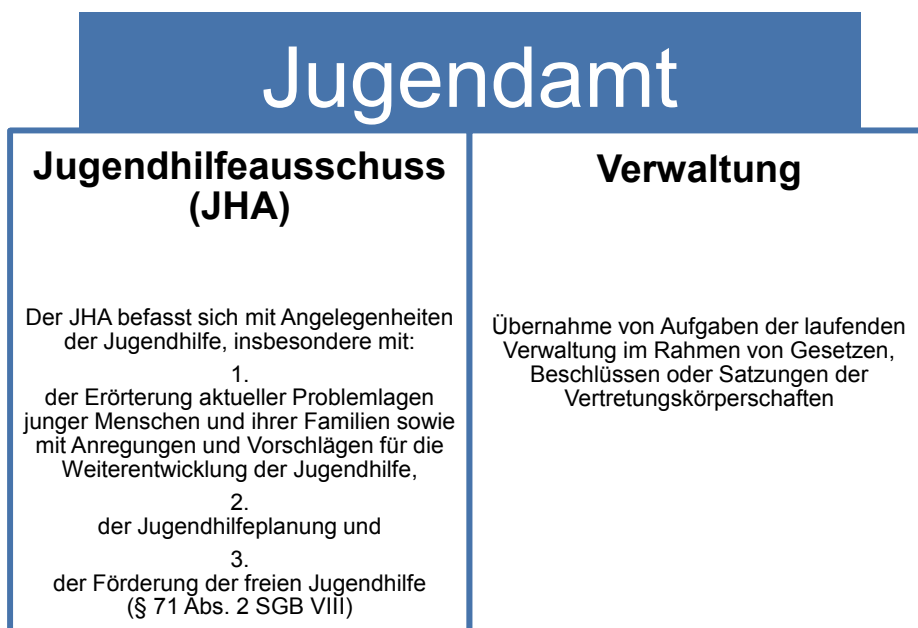 Jugendamt
Jugendhilfeausschuss
(JHA)
Der JHA befasst sich mit Angelegenheiten
der Jugendhilfe, insbesondere mit:
1.
der Erörterung aktueller Problemlagen
junger Menschen und ihrer Familien sowie
mit Anregungen und Vorschlägen für die
Weiterentwicklung der Jugendhilfe,
2.
der Jugendhilfeplanung und
3.
der Förderung der freien Jugendhilfe
(§ 71 Abs. 2 SGB VIII)
Verwaltung
Übernahme von Aufgaben der laufenden
Verwaltung im Rahmen von Gesetzen,
Beschlüssen oder Satzungen der
Vertretungskörperschaften